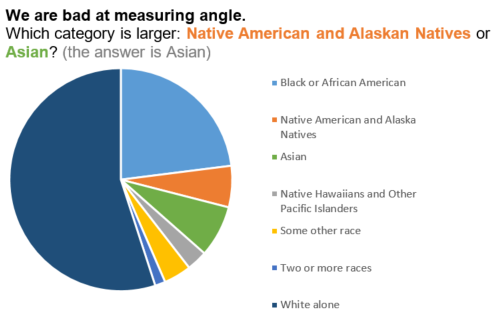 We are bad at measuring angle.
Which category is larger: Native American and Alaskan Natives or
Asian? (the answer is Asian)
Black or African American
Native American and Alaska
Natives
Asian
Native Hawaiians and Other
Pacific Islanders
Some other race
Two or more races
White alone